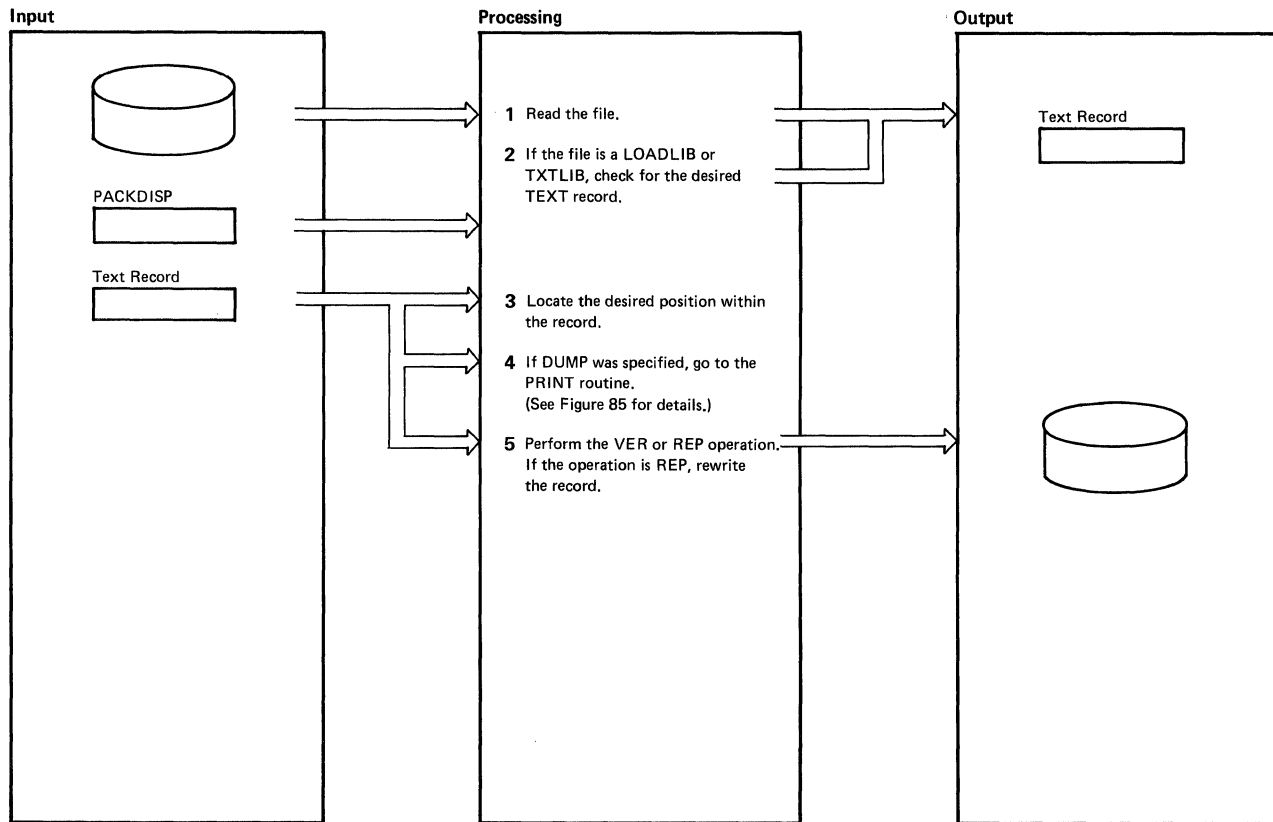 Input
Processing
Output
1 Read the file.
Text Record
2 If the file is a LOADLIB or
TXTLIB, check for the desired
TEXT record.
PACKDISP
Text Record
3 Locate the desired position within
the record.
4 If DUMP was specified, go to the
PRINT routine.
(See Figure 85 for details.)
5 Perform the VER or REP operation.
If the operation is REP, rewrite
the record.